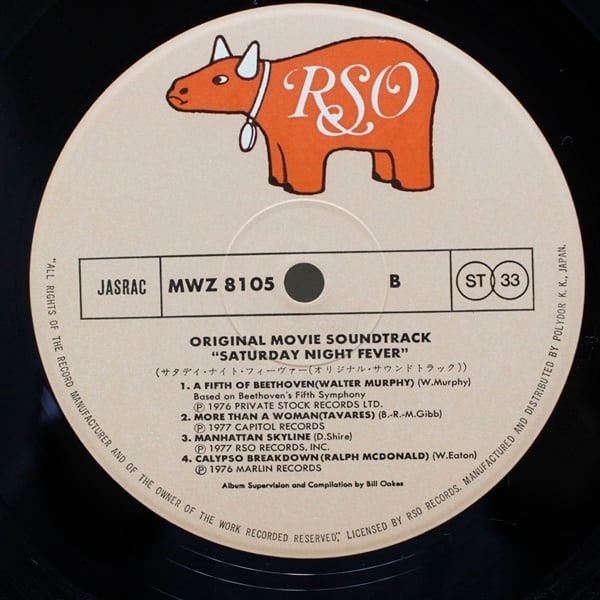 RSO
JASRAC MWZ 8105 B ST 33
ORIGINAL MOVIE SOUNDTRACK
"SATURDAY NIGHT FEVER"
(サタデイ・ナイト・フィーヴァー(オリジナル・サウンドトラック))
1. A FIFTH OF BEETHOVEN(WALTER MURPHY) (W.Murphy)
Based on Beethoven's Fifth Symphony
Ⓟ 1976 PRIVATE STOCK RECORDS LTD.
2. MORE THAN A WOMAN(TAVARES) (B.-R.-M.Gibb)
Ⓟ 1977 CAPITOL RECORDS
3. MANHATTAN SKYLINE (D.Shire)
Ⓟ 1977 RSO RECORDS, INC.
4. CALYPSO BREAKDOWN (RALPH MCDONALD) (W.Eaton)
Ⓟ 1976 MARLIN RECORDS
Album Supervision and Compilation by Bill Oakes
"ALL RIGHTS OF THE RECORD MANUFACTURER AND OF THE OWNER OF THE WORK RECORDED RESERVED", LICENSED BY RSO RECORDS. MANUFACTURED AND DISTRIBUTED BY POLYDOR K. K., JAPAN.